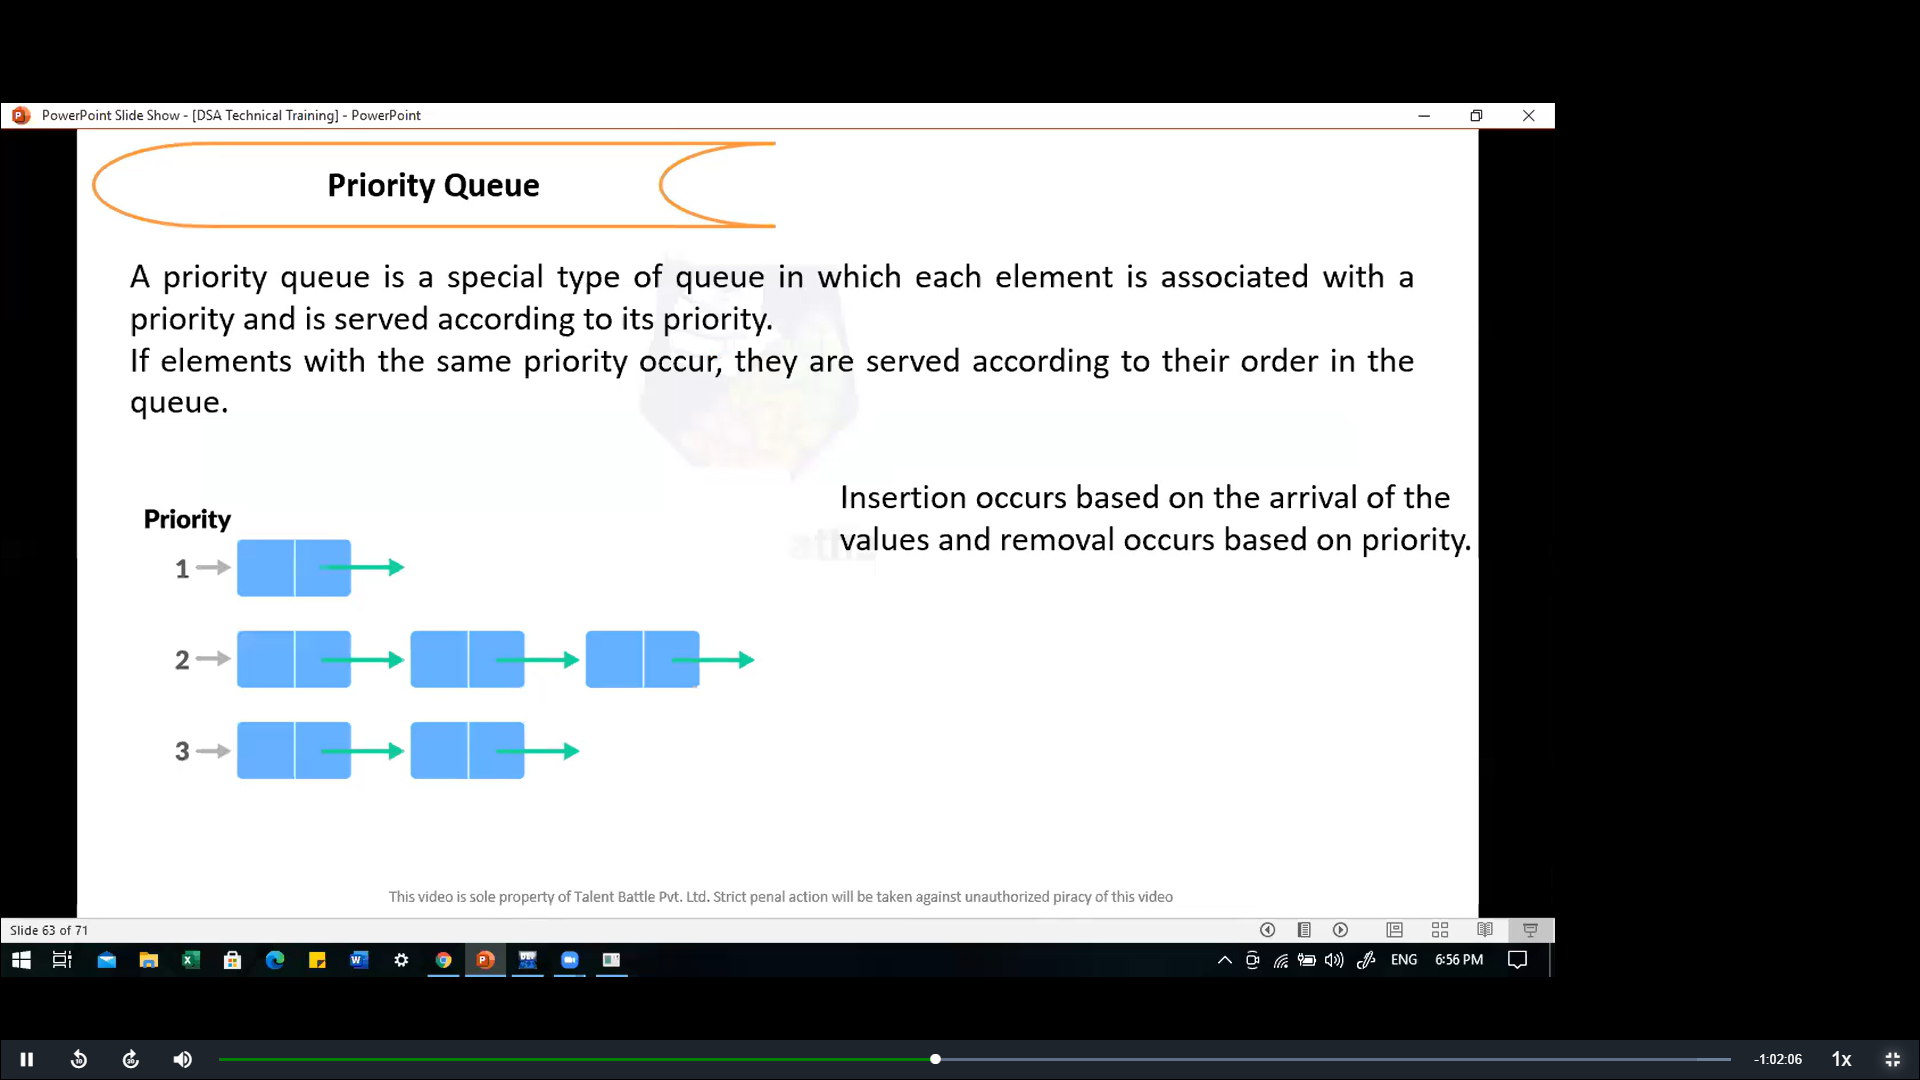 PowerPoint Slide Show - [DSA Technical Training] - PowerPoint
Priority Queue
A priority queue is a special type of queue in which each element is associated with a
priority and is served according to its priority.
If elements with the same priority occur, they are served according to their order in the
queue.
Insertion occurs based on the arrival of the
values and removal occurs based on priority.
Priority
1
2
3
This video is sole property of Talent Battle Pvt. Ltd. Strict penal action will be taken against unauthorized piracy of this video
Slide 63 of 71
ENG
6:56 PM
-1:02:06
1x